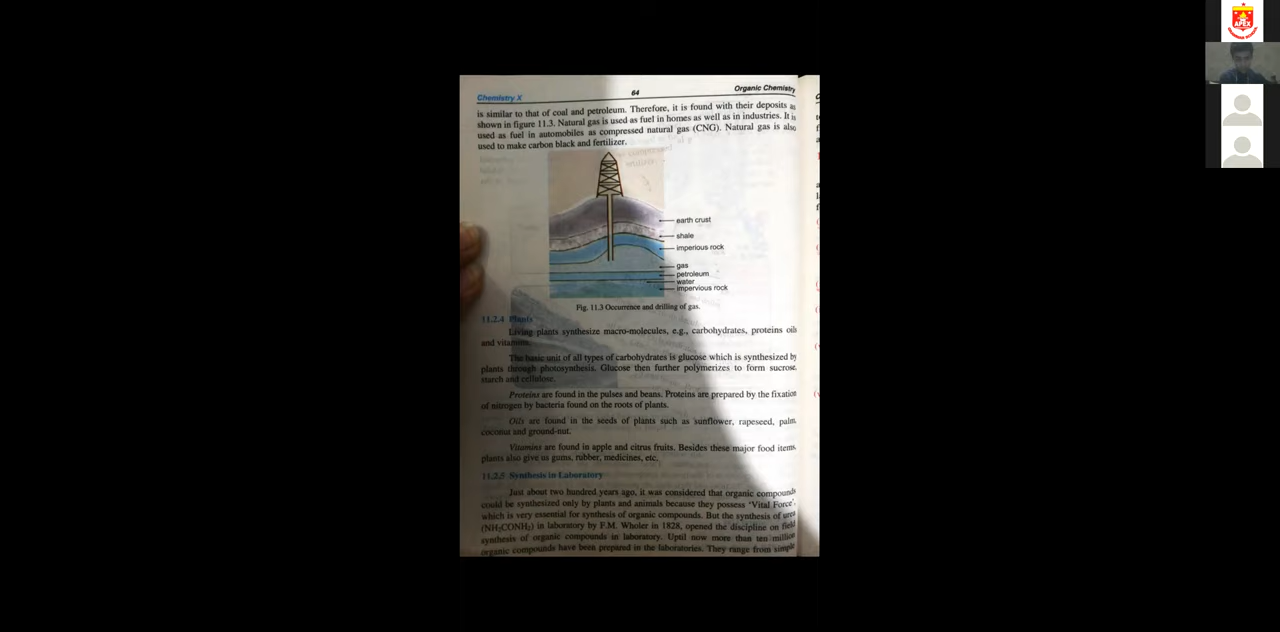 APEX
Chemistry X
64
Organic Chemistry
is similar to that of coal and petroleum. Therefore, it is found with their deposits as
shown in figure 11.3. Natural gas is used as fuel in homes as well as in industries. It is
used as fuel in automobiles as compressed natural gas (CNG). Natural gas is also
used to make carbon black and fertilizer.
earth crust
shale
imperious rock
gas
petroleum
water
impervious rock
Fig. 11.3 Occurrence and drilling of gas.
11.2.4 Plants
Living plants synthesize macro-molecules, e.g., carbohydrates, proteins oils
and vitamins.
The basic unit of all types of carbohydrates is glucose which is synthesized by
plants through photosynthesis. Glucose then further polymerizes to form sucrose,
starch and cellulose.
Proteins are found in the pulses and beans. Proteins are prepared by the fixation
of nitrogen by bacteria found on the roots of plants.
Oils are found in the seeds of plants such as sunflower, rapeseed, palm,
coconut and ground-nut.
Vitamins are found in apple and citrus fruits. Besides these major food items,
plants also give us gums, rubber, medicines, etc.
11.2.5 Synthesis in Laboratory
Just about two hundred years ago, it was considered that organic compounds
could be synthesized only by plants and animals because they possess 'Vital Force',
which is very essential for synthesis of organic compounds. But the synthesis of urea
(NH₂CONH₂) in laboratory by F.M. Wholer in 1828, opened the discipline on field
synthesis of organic compounds in laboratory. Uptil now more than ten million
organic compounds have been prepared in the laboratories. They range from simple